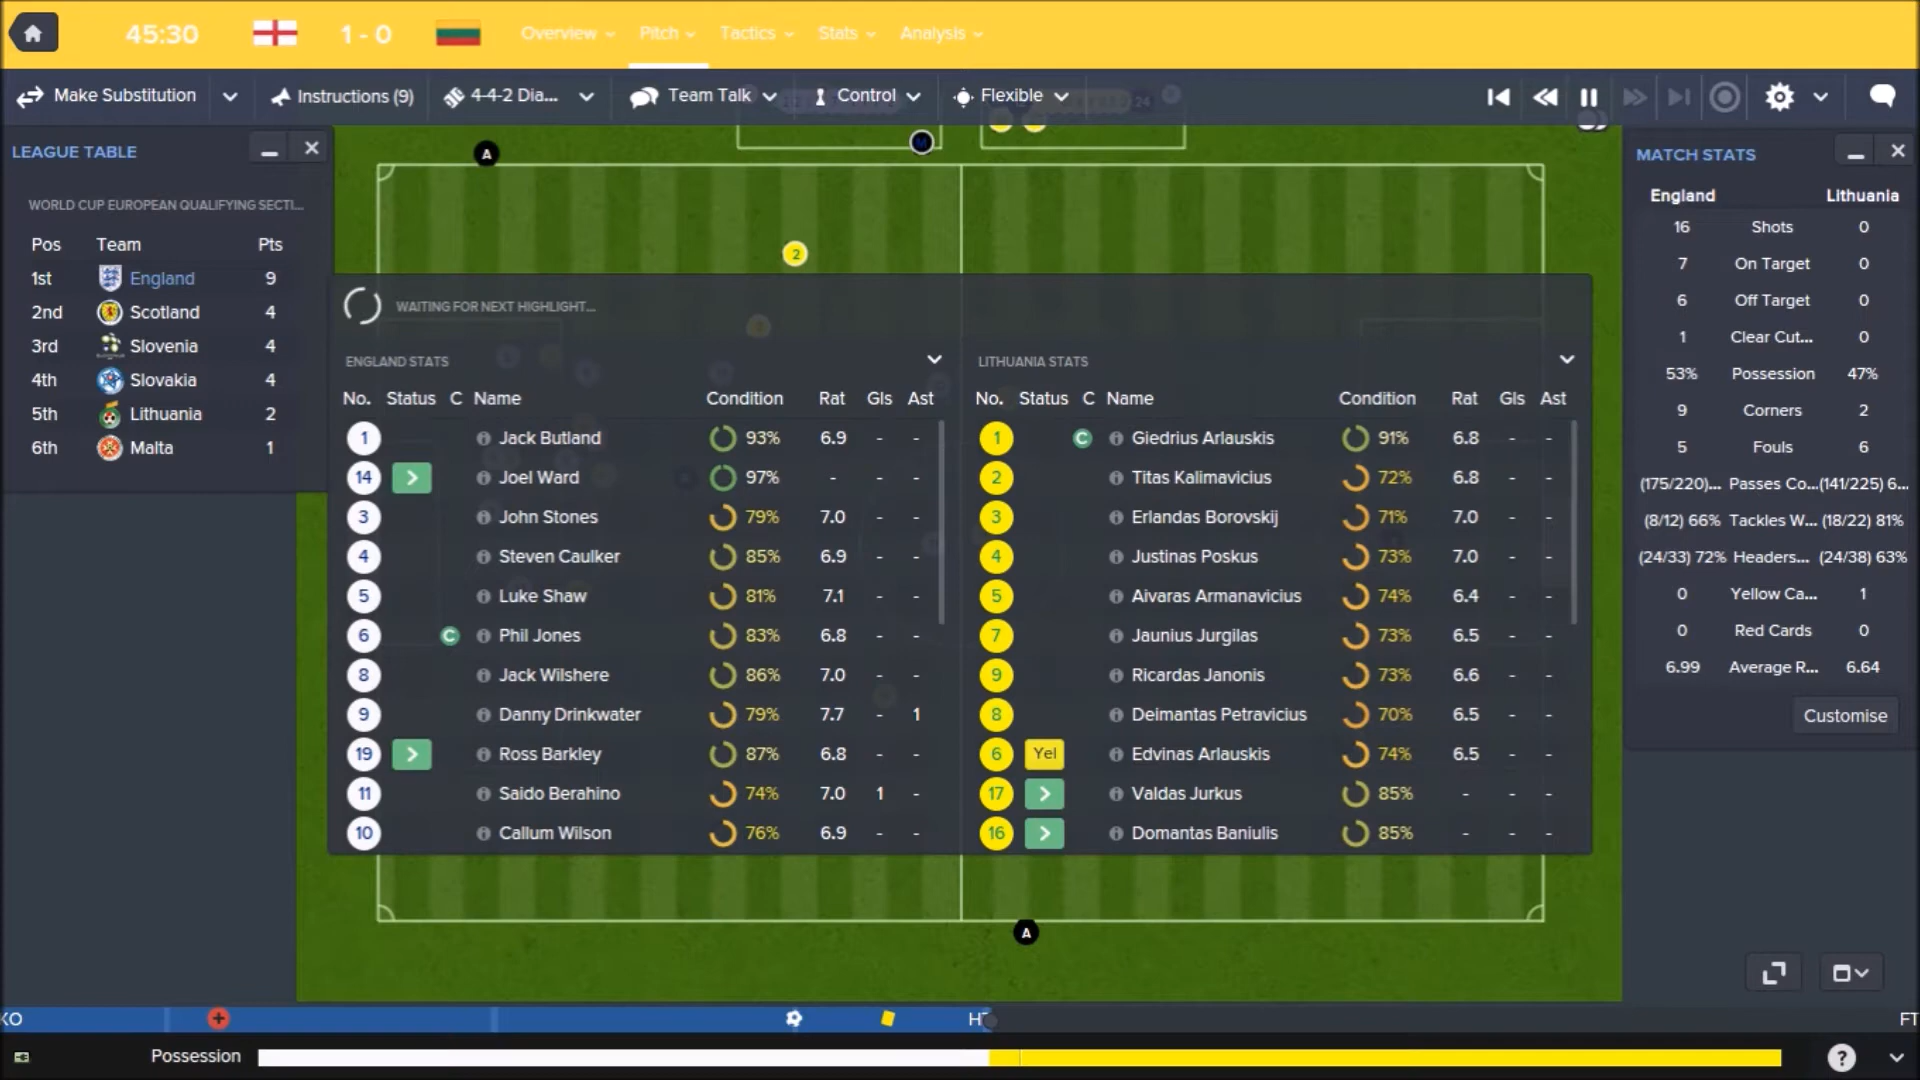 45:30 1 - 0 Overview Pitch Tactics Stats Analysis
Make Substitution Instructions (9) 4-4-2 Dia... Team Talk Control Flexible
LEAGUE TABLE
WORLD CUP EUROPEAN QUALIFYING SECTI...
Pos Team Pts
1st England 9
2nd Scotland 4
3rd Slovenia 4
4th Slovakia 4
5th Lithuania 2
6th Malta 1
A
2
WAITING FOR NEXT HIGHLIGHT...
ENGLAND STATS
No. Status C Name Condition Rat Gls Ast
1 Jack Butland 93% 6.9 - -
14 Joel Ward 97% - - -
3 John Stones 79% 7.0 - -
4 Steven Caulker 85% 6.9 - -
5 Luke Shaw 81% 7.1 - -
6 C Phil Jones 83% 6.8 - -
8 Jack Wilshere 86% 7.0 - -
9 Danny Drinkwater 79% 7.7 - 1
19 Ross Barkley 87% 6.8 - -
11 Saido Berahino 74% 7.0 1 -
10 Callum Wilson 76% 6.9 - -
LITHUANIA STATS
No. Status C Name Condition Rat Gls Ast
1 C Giedrius Arlauskis 91% 6.8 - -
2 Titas Kalimavicius 72% 6.8 - -
3 Erlandas Borovskij 71% 7.0 - -
4 Justinas Poskus 73% 7.0 - -
5 Aivaras Armanavicius 74% 6.4 - -
7 Jaunius Jurgilas 73% 6.5 - -
9 Ricardas Janonis 73% 6.6 - -
8 Deimantas Petravicius 70% 6.5 - -
6 Yel Edvinas Arlauskis 74% 6.5 - -
17 Valdas Jurkus 85% - - -
16 Domantas Baniulis 85% - - -
A
MATCH STATS
England Lithuania
16 Shots 0
7 On Target 0
6 Off Target 0
1 Clear Cut... 0
53% Possession 47%
9 Corners 2
5 Fouls 6
(175/220)... Passes Co...(141/225) 6...
(8/12) 66% Tackles W... (18/22) 81%
(24/33) 72% Headers... (24/38) 63%
0 Yellow Ca... 1
0 Red Cards 0
6.99 Average R... 6.64
Customise
KO FT
Possession ?